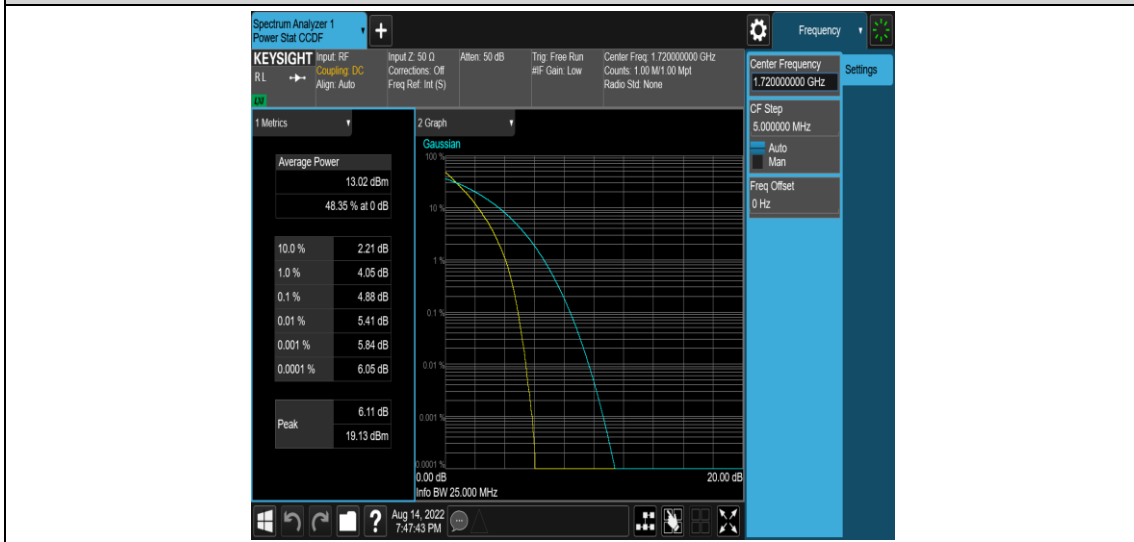 Spectrum Analyzer 1
Power Stat CCDF
Frequency
KEYSIGHT
RL
LXI
Input: RF
Coupling: DC
Align: Auto
Input Z: 50 Ω
Corrections: Off
Freq Ref: Int (S)
Atten: 50 dB
Trig: Free Run
#IF Gain: Low
Center Freq: 1.720000000 GHz
Counts: 1.00 M/1.00 Mpt
Radio Std: None
Center Frequency
1.720000000 GHz
Settings
CF Step
5.000000 MHz
Auto
Man
Freq Offset
0 Hz
1 Metrics
Average Power
13.02 dBm
48.35 % at 0 dB
10.0 % 2.21 dB
1.0 % 4.05 dB
0.1 % 4.88 dB
0.01 % 5.41 dB
0.001 % 5.84 dB
0.0001 % 6.05 dB
Peak
6.11 dB
19.13 dBm
2 Graph
Gaussian
100 %
10 %
1 %
0.1 %
0.01 %
0.001 %
0.0001 %
0.00 dB 20.00 dB
Info BW 25.000 MHz
Aug 14, 2022
7:47:43 PM